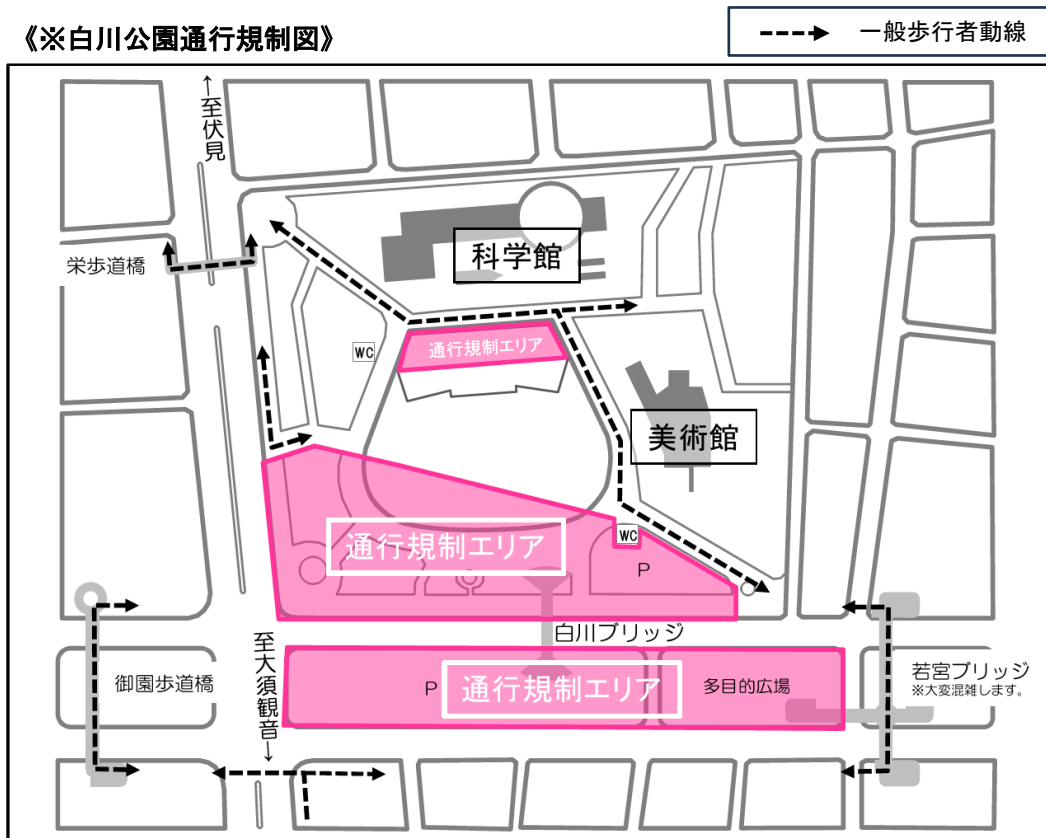 《※白川公園通行規制図》
一般歩行者動線
←至伏見
栄歩道橋
科学館
WC
通行規制エリア
美術館
通行規制エリア
WC
P
白川ブリッジ
御園歩道橋
至大須観音→
P
通行規制エリア
多目的広場
若宮ブリッジ
※大変混雑します。